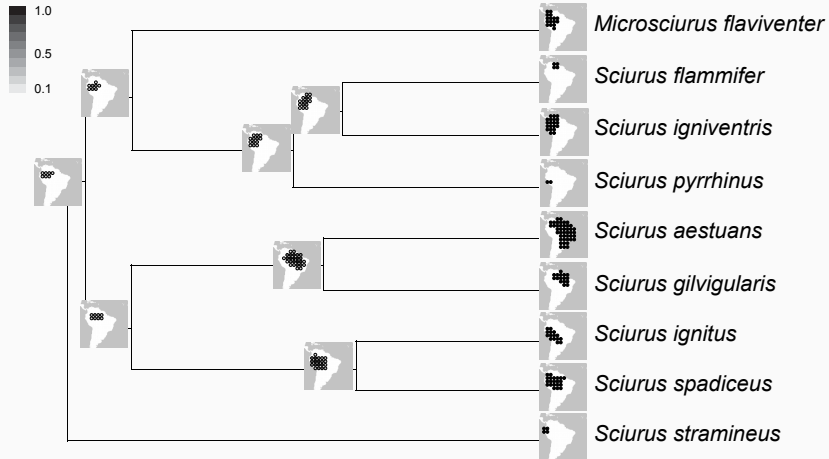 1.0
0.5
0.1
Microsciurus flaviventer
Sciurus flammifer
Sciurus igniventris
Sciurus pyrrhinus
Sciurus aestuans
Sciurus gilvigularis
Sciurus ignitus
Sciurus spadiceus
Sciurus stramineus